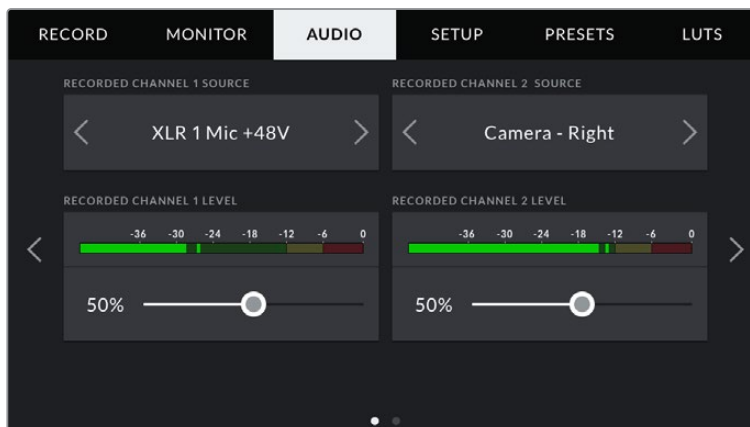 RECORD MONITOR AUDIO SETUP PRESETS LUTS
RECORDED CHANNEL 1 SOURCE RECORDED CHANNEL 2 SOURCE
XLR 1 Mic +48V Camera - Right
RECORDED CHANNEL 1 LEVEL RECORDED CHANNEL 2 LEVEL
-36 -30 -24 -18 -12 -6 0 -36 -30 -24 -18 -12 -6 0
50% 50%